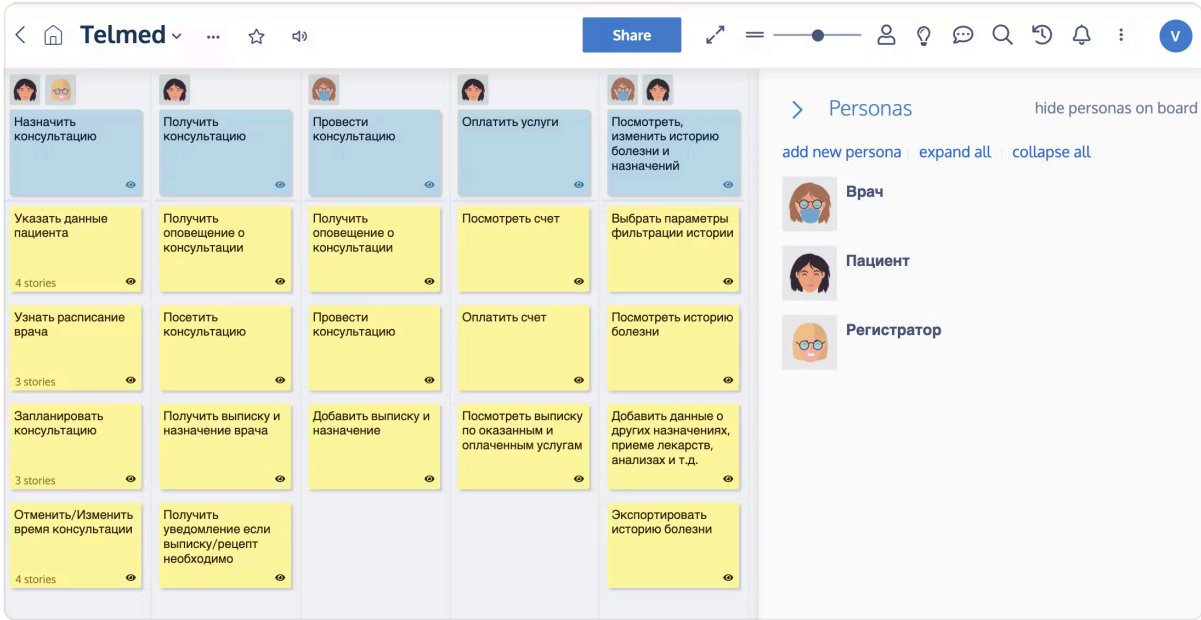 Telmed
Share
V
Назначить
консультацию
Получить
консультацию
Провести
консультацию
Оплатить услуги
Посмотреть,
изменить историю
болезни и
назначений
Указать данные
пациента
4 stories
Получить
оповещение о
консультации
Получить
оповещение о
консультации
Посмотреть счет
Выбрать параметры
фильтрации истории
Узнать расписание
врача
3 stories
Посетить
консультацию
Провести
консультацию
Оплатить счет
Посмотреть историю
болезни
Запланировать
консультацию
3 stories
Получить выписку и
назначение врача
Добавить выписку и
назначение
Посмотреть выписку
по оказанным и
оплаченным услугам
Добавить данные о
других назначениях,
приеме лекарств,
анализах и т.д.
Отменить/Изменить
время консультации
4 stories
Получить
уведомление если
выписку/рецепт
необходимо
Экспортировать
историю болезни
Personas
hide personas on board
add new persona
expand all
collapse all
Врач
Пациент
Регистратор